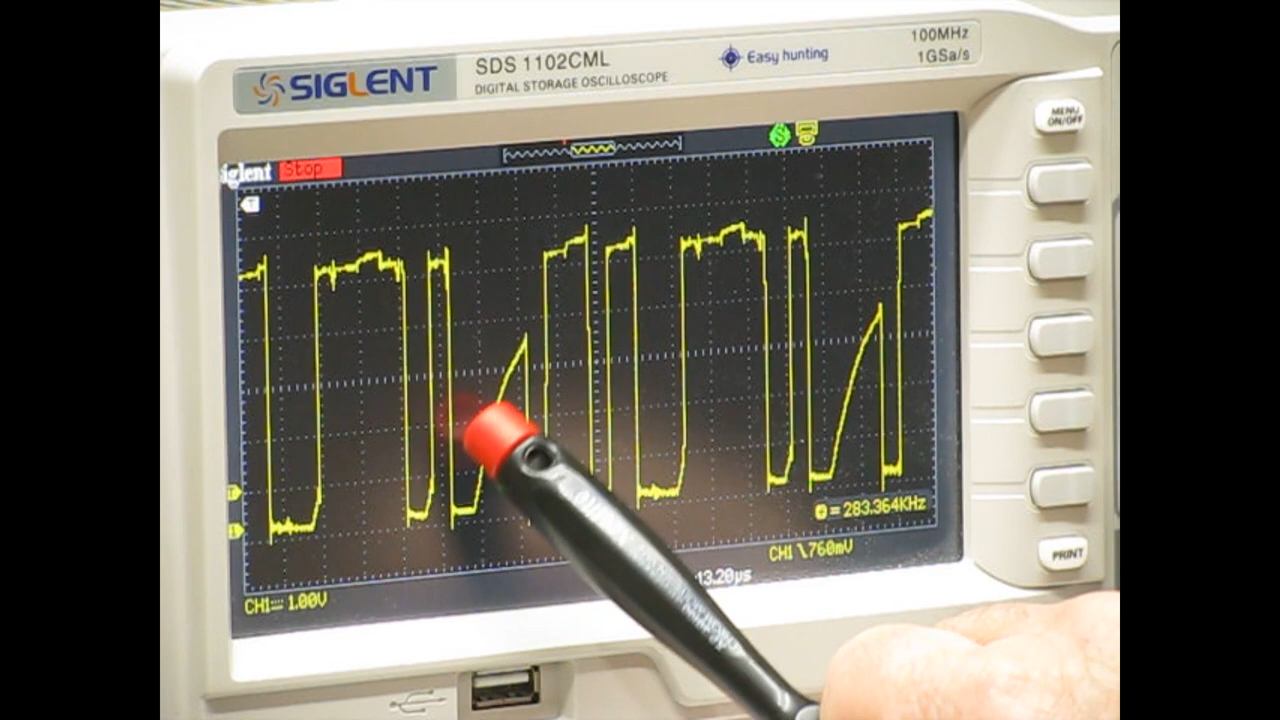 SIGLENT
SDS 1102CML
DIGITAL STORAGE OSCILLOSCOPE
Easy hunting
100MHz
1GSa/s
MENU
ON/OFF
iglent
Stop
T
= 283.364KHz
CH1 \ 760mV
13.20μs
CH1 1.00V
PRINT